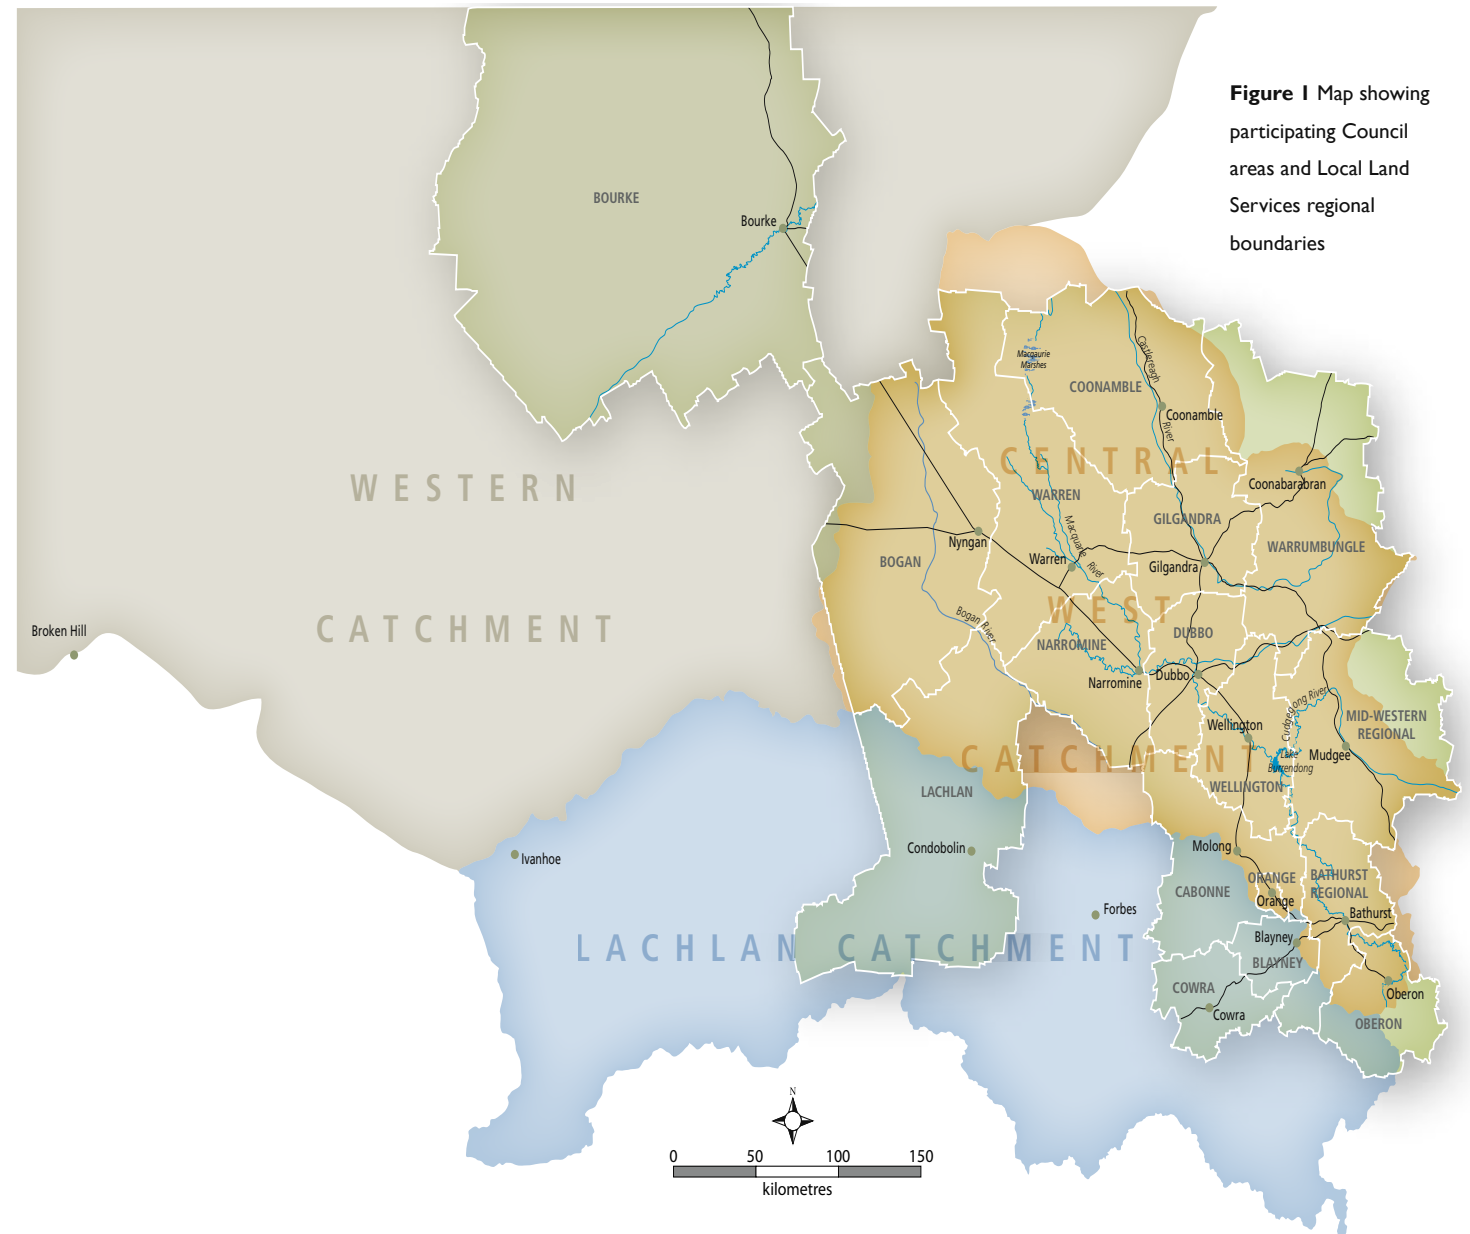 Figure 1 Map showing
participating Council
areas and Local Land
Services regional
boundaries
BOURKE
Bourke
Macqaurie
Marshes
Castlereagh
River
COONAMBLE
Coonamble
CENTRAL
WESTERN
Coonabarabran
WARREN
GILGANDRA
Macquarie
River
Nyngan
WARRUMBUNGLE
BOGAN
Warren
Gilgandra
WEST
Bogan River
CATCHMENT
Broken Hill
DUBBO
NARROMINE
Narromine
Dubbo
Cudgegong River
MID-WESTERN
REGIONAL
Wellington
Mudgee
Lake
Burrendong
CATCHMENT
WELLINGTON
LACHLAN
Condobolin
Molong
Ivanhoe
ORANGE
BATHURST
REGIONAL
CABONNE
Orange
Forbes
Bathurst
LACHLAN CATCHMENT
Blayney
BLAYNEY
COWRA
Cowra
Oberon
OBERON
N
0 50 100 150
kilometres